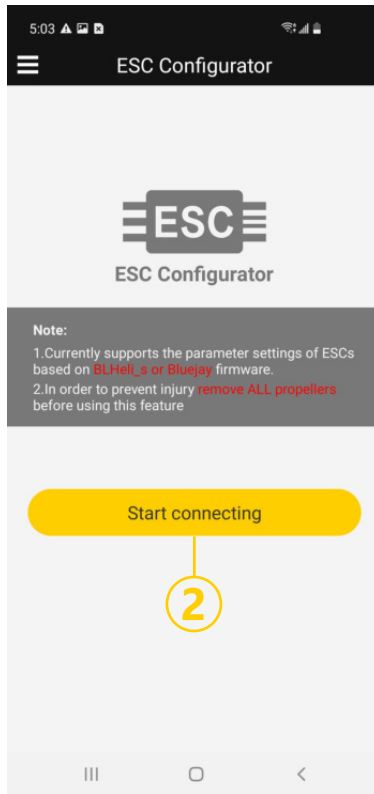 5:03
ESC Configurator
ESC
ESC Configurator
Note:
1.Currently supports the parameter settings of ESCs
based on BLHeli_s or Bluejay firmware.
2.In order to prevent injury remove ALL propellers
before using this feature
Start connecting
2